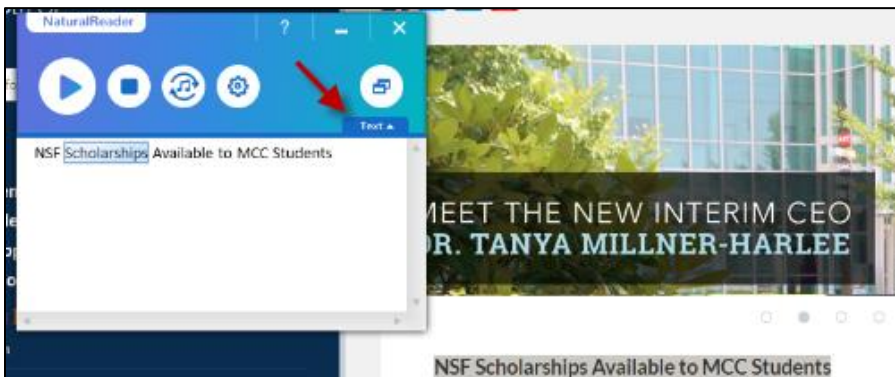 NaturalReader
?
Text
NSF Scholarships Available to MCC Students
MEET THE NEW INTERIM CEO
DR. TANYA MILLNER-HARLEE
NSF Scholarships Available to MCC Students